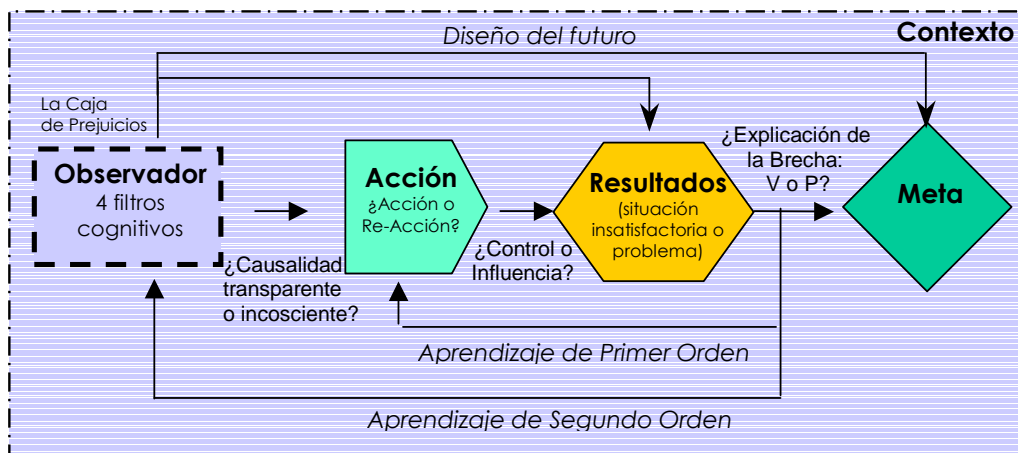 Diseño del futuro
Contexto
La Caja
de Prejuicios
Observador
4 filtros
cognitivos
¿Causalidad
transparente
o incosciente?
Acción
¿Acción o
Re-Acción?
¿Control o
Influencia?
Resultados
(situación
insatisfactoria o
problema)
¿Explicación de
la Brecha:
V o P?
Meta
Aprendizaje de Primer Orden
Aprendizaje de Segundo Orden